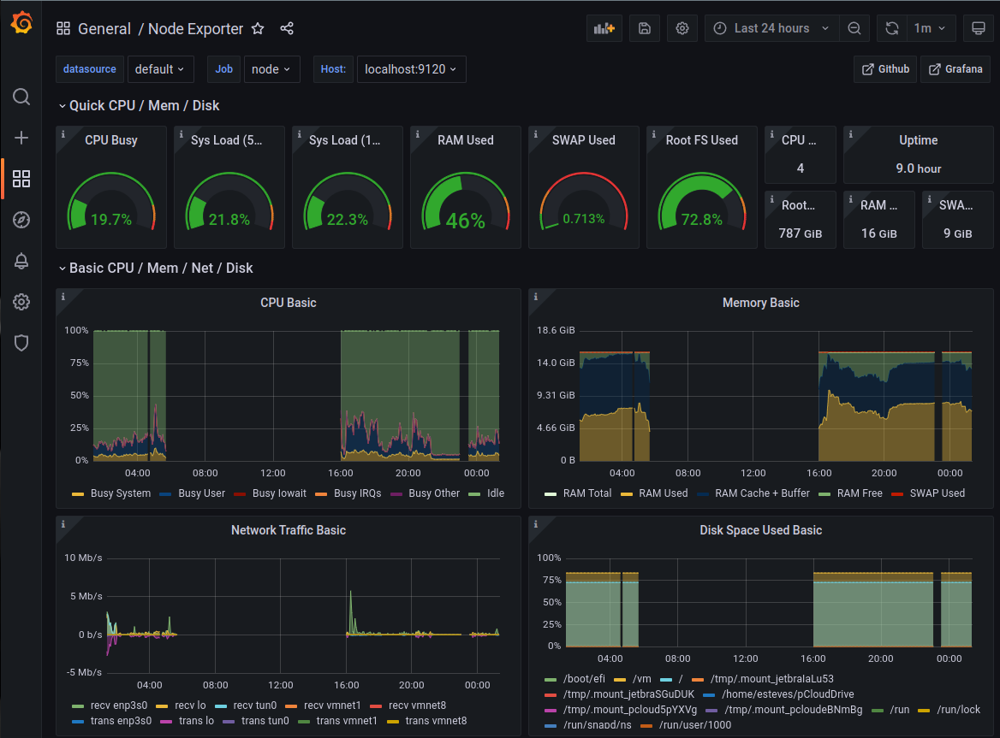 General / Node Exporter
Last 24 hours
1m
datasource default Job node Host: localhost:9120 Github Grafana
Quick CPU / Mem / Disk
CPU Busy
19.7%
Sys Load (5...
21.8%
Sys Load (1...
22.3%
RAM Used
46%
SWAP Used
0.713%
Root FS Used
72.8%
CPU ...
4
Uptime
9.0 hour
Root...
787 GiB
RAM ...
16 GiB
SWA...
9 GiB
Basic CPU / Mem / Net / Disk
CPU Basic
100%
75%
50%
25%
0%
04:00 08:00 12:00 16:00 20:00 00:00
Busy System Busy User Busy Iowait Busy IRQs Busy Other Idle
Memory Basic
18.6 GiB
14.0 GiB
9.31 GiB
4.66 GiB
0 B
04:00 08:00 12:00 16:00 20:00 00:00
RAM Total RAM Used RAM Cache + Buffer RAM Free SWAP Used
Network Traffic Basic
10 Mb/s
5 Mb/s
0 b/s
-5 Mb/s
04:00 08:00 12:00 16:00 20:00 00:00
recv enp3s0 recv lo recv tun0 recv vmnet1 recv vmnet8
trans enp3s0 trans lo trans tun0 trans vmnet1 trans vmnet8
Disk Space Used Basic
100%
75%
50%
25%
0%
04:00 08:00 12:00 16:00 20:00 00:00
/boot/efi /vm / /tmp/.mount_jetbraIaLu53
/tmp/.mount_jetbraSGuDUK /home/esteves/pCloudDrive
/tmp/.mount_pcloud5pYXVg /tmp/.mount_pcloudeBNmBg /run /run/lock
/run/snapd/ns /run/user/1000